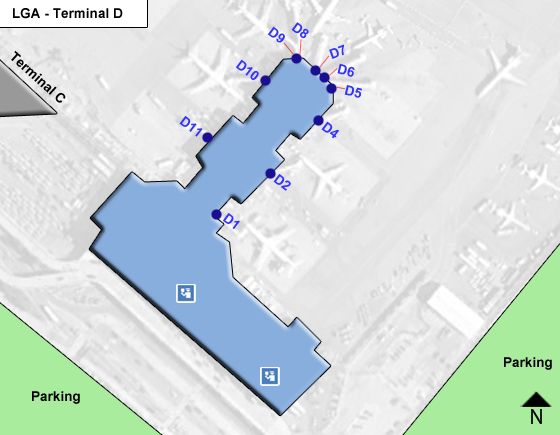 LGA - Terminal D
Terminal C
D8
D9
D7
D6
D10
D5
D4
D11
D2
D1
Parking
Parking
N